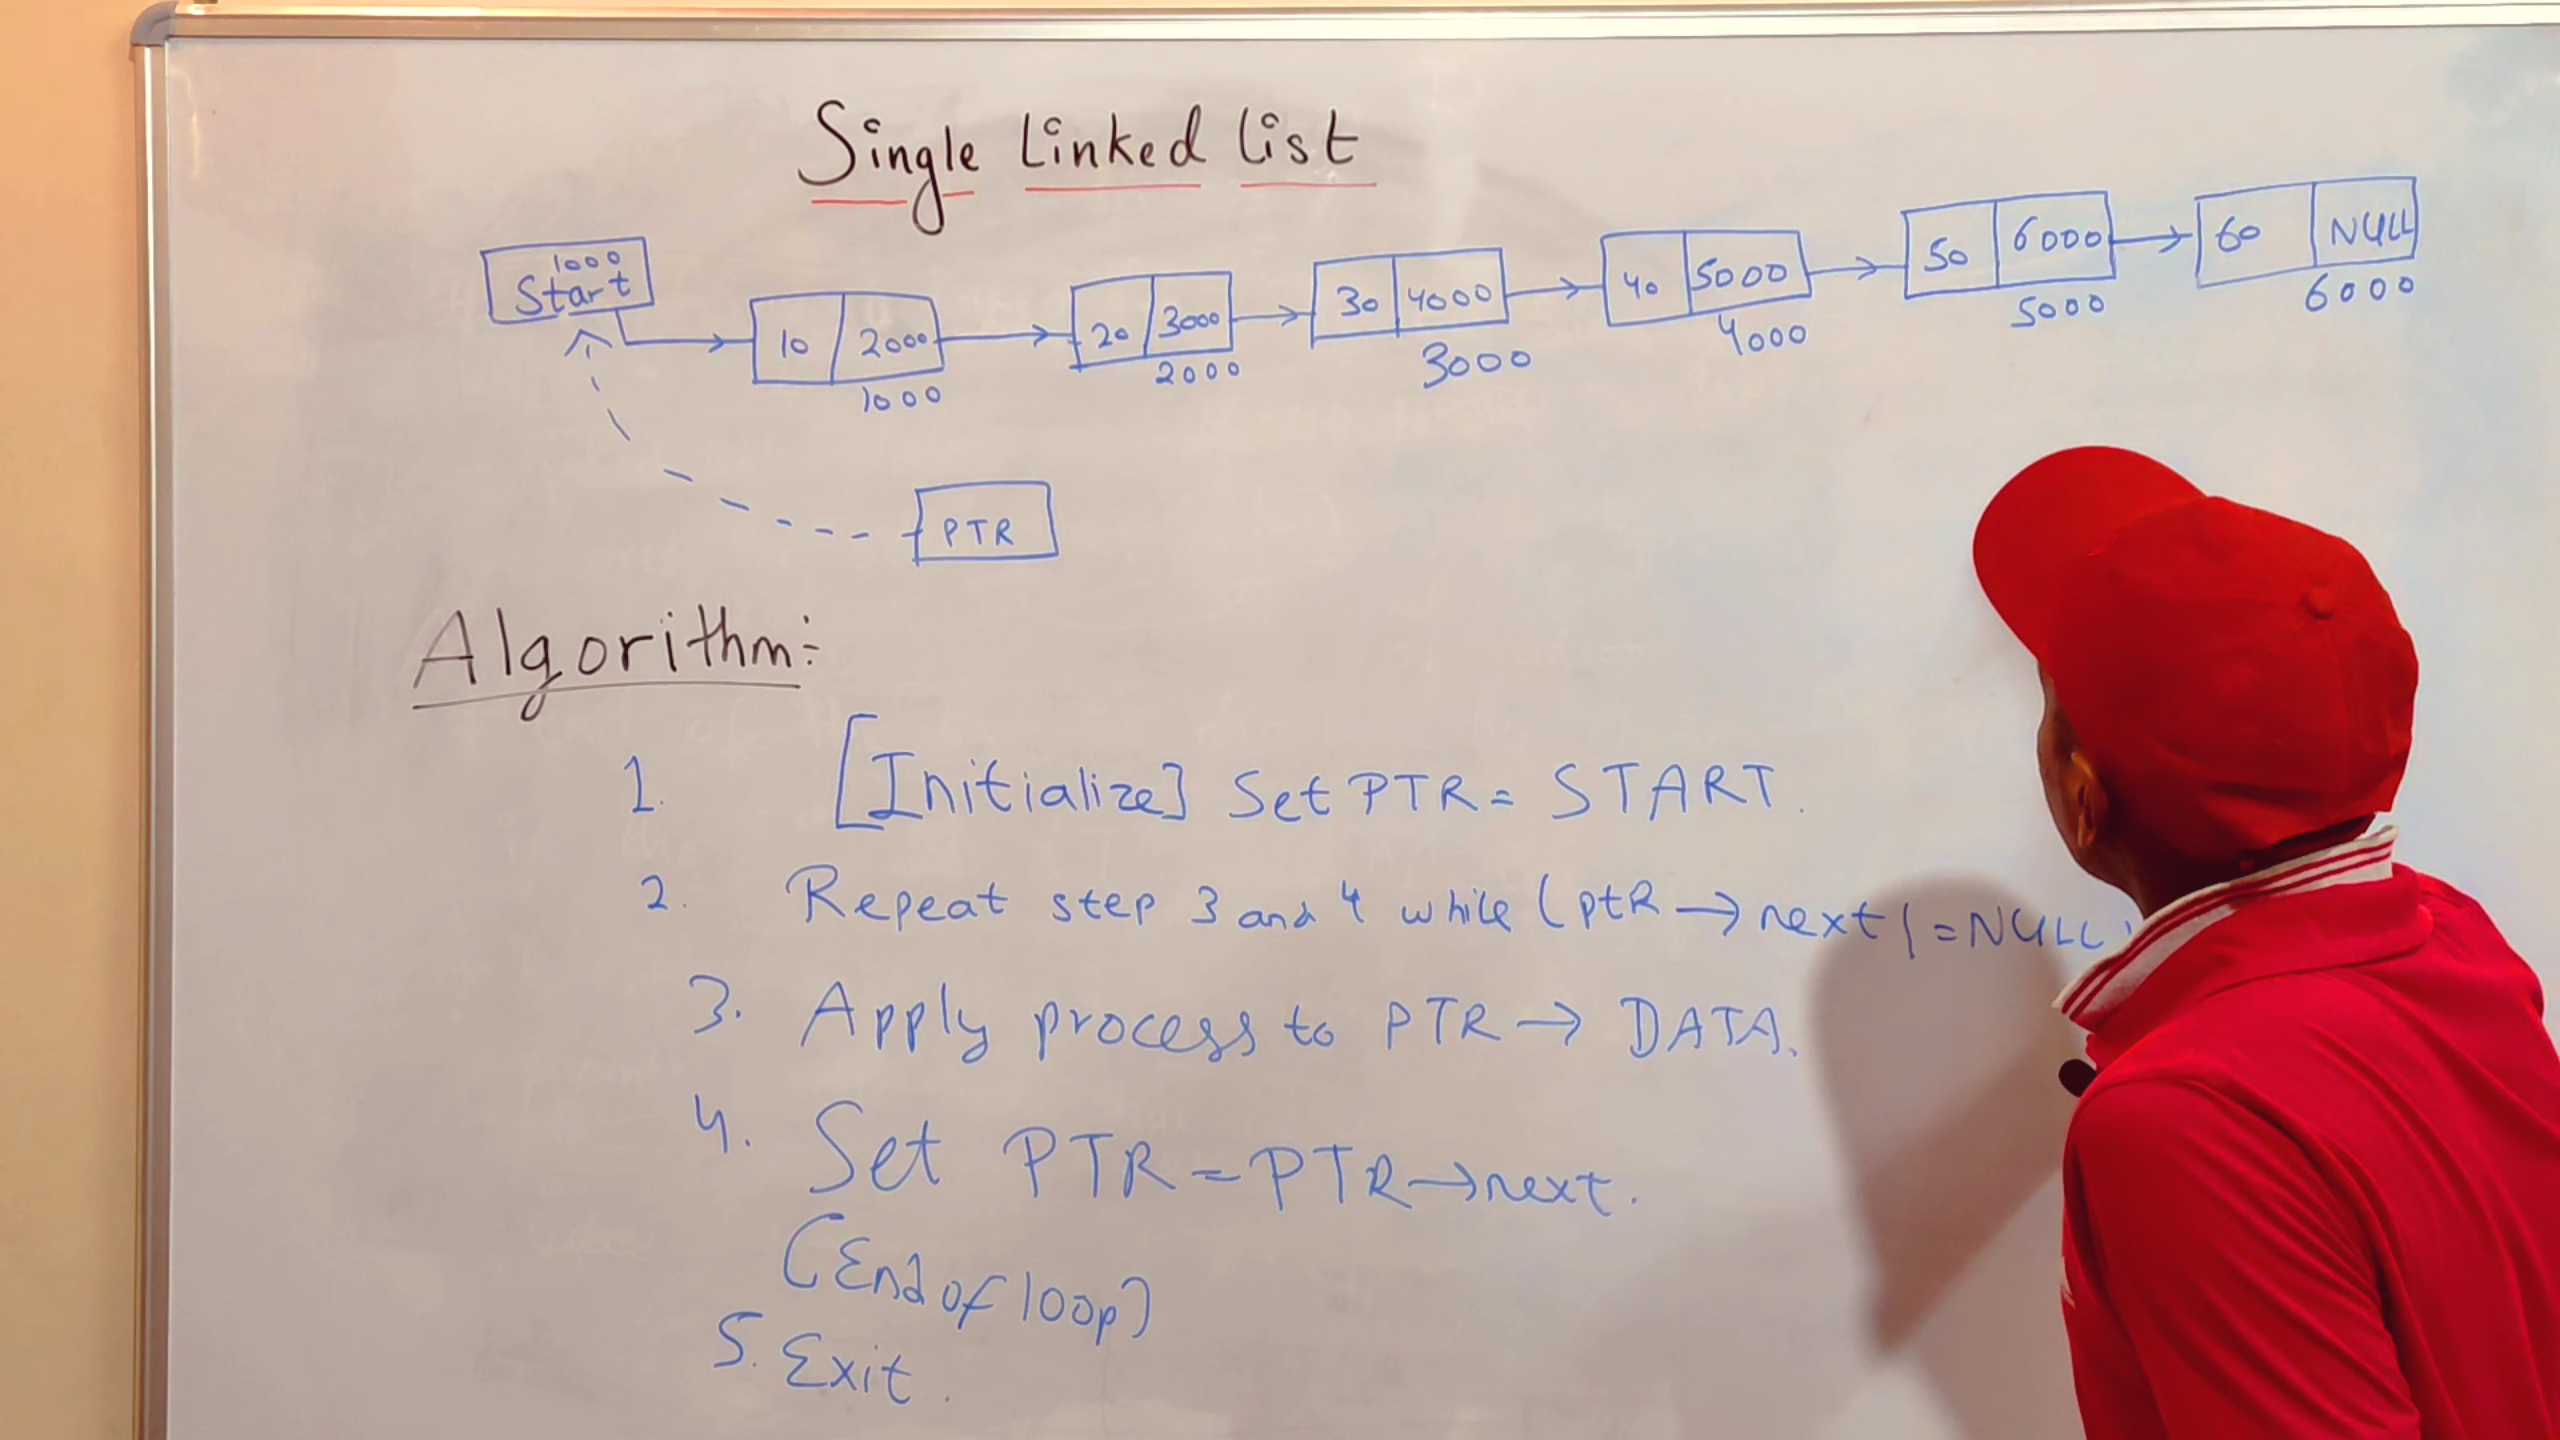 Single Linked List
1000
Start
10 2000
1000
20 3000
2000
30 4000
3000
40 5000
4000
50 6000
5000
60 NULL
6000
PTR
Algorithm:
1. [Initialize] Set PTR = START.
2. Repeat step 3 and 4 while (ptR → next != NULL)
3. Apply process to PTR → DATA.
4. Set PTR = PTR → next.
(End of loop)
5. Exit.